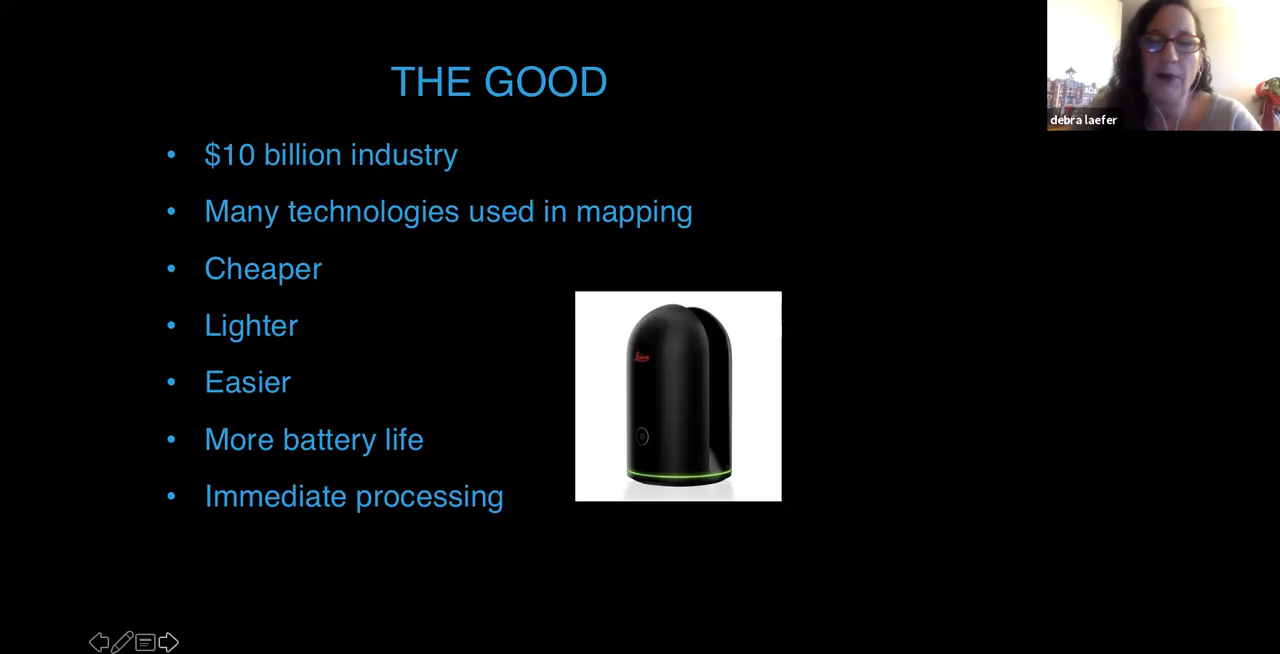 THE GOOD
debra laefer
• $10 billion industry
• Many technologies used in mapping
• Cheaper
• Lighter
• Easier
• More battery life
• Immediate processing
Leica